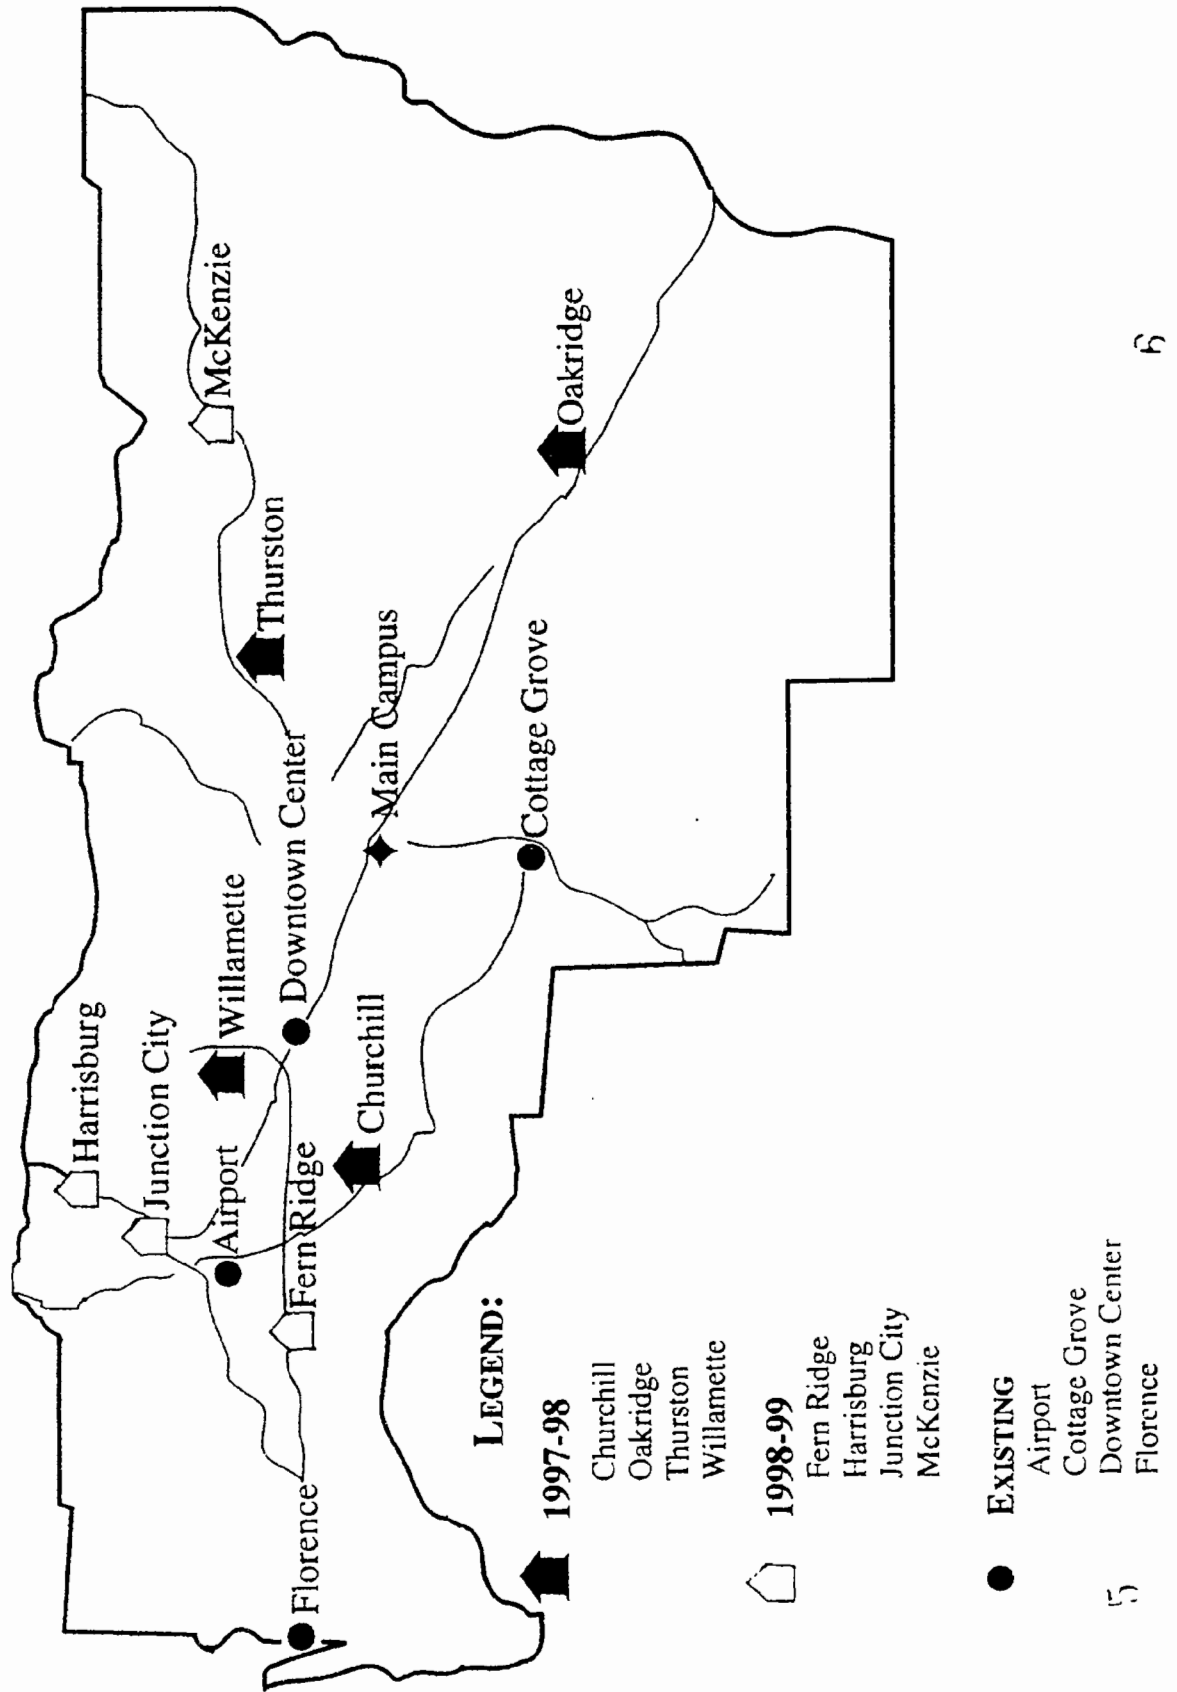 Harrisburg
Junction City
Willamette
McKenzie
Airport
Thurston
Florence
Fern Ridge
Downtown Center
Churchill
Main Campus
Cottage Grove
Oakridge
LEGEND:
1997-98
Churchill
Oakridge
Thurston
Willamette
1998-99
Fern Ridge
Harrisburg
Junction City
McKenzie
EXISTING
Airport
Cottage Grove
Downtown Center
Florence